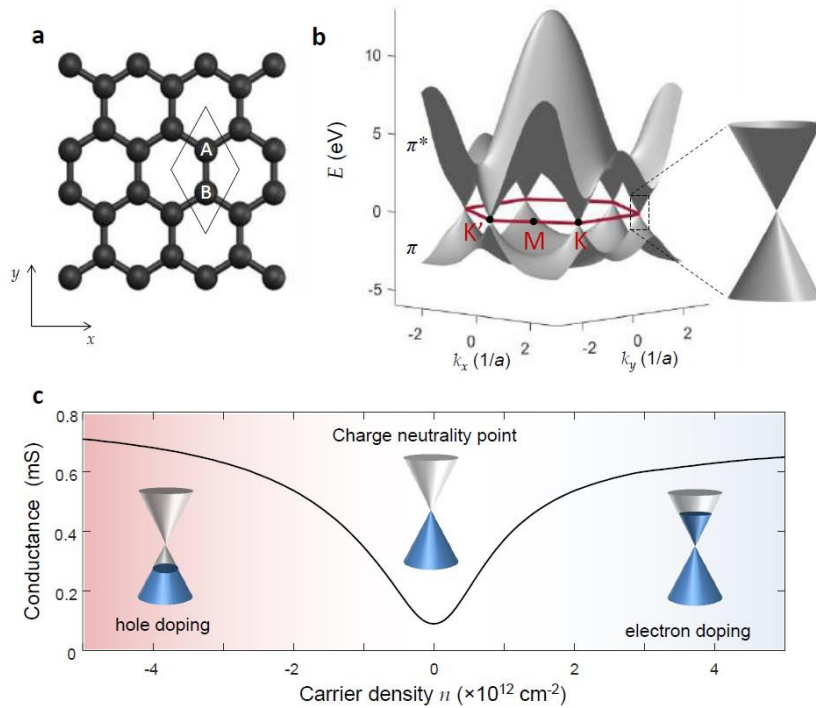 a
A
B
y
x
b
E (eV)
10
5
0
-5
π*
π
K'
M
K
-2
0
2
-2
0
2
kx (1/a)
ky (1/a)
c
Conductance (mS)
0.8
0.6
0.4
0.2
0
Charge neutrality point
hole doping
electron doping
-4
-2
0
2
4
Carrier density n (×10¹² cm⁻²)